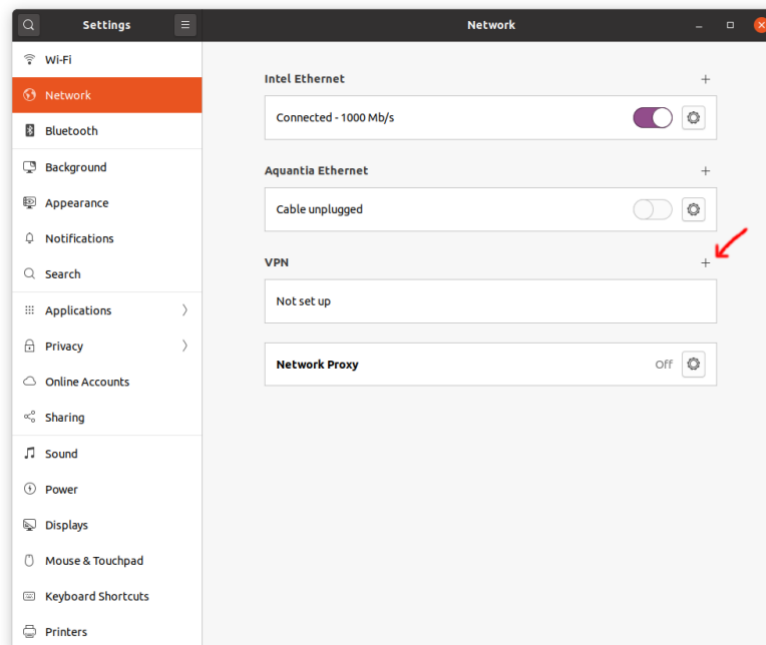 Settings
Network
Wi-Fi
Network
Bluetooth
Background
Appearance
Notifications
Search
Applications
Privacy
Online Accounts
Sharing
Sound
Power
Displays
Mouse & Touchpad
Keyboard Shortcuts
Printers
Intel Ethernet
Connected - 1000 Mb/s
Aquantia Ethernet
Cable unplugged
VPN
Not set up
Network Proxy Off